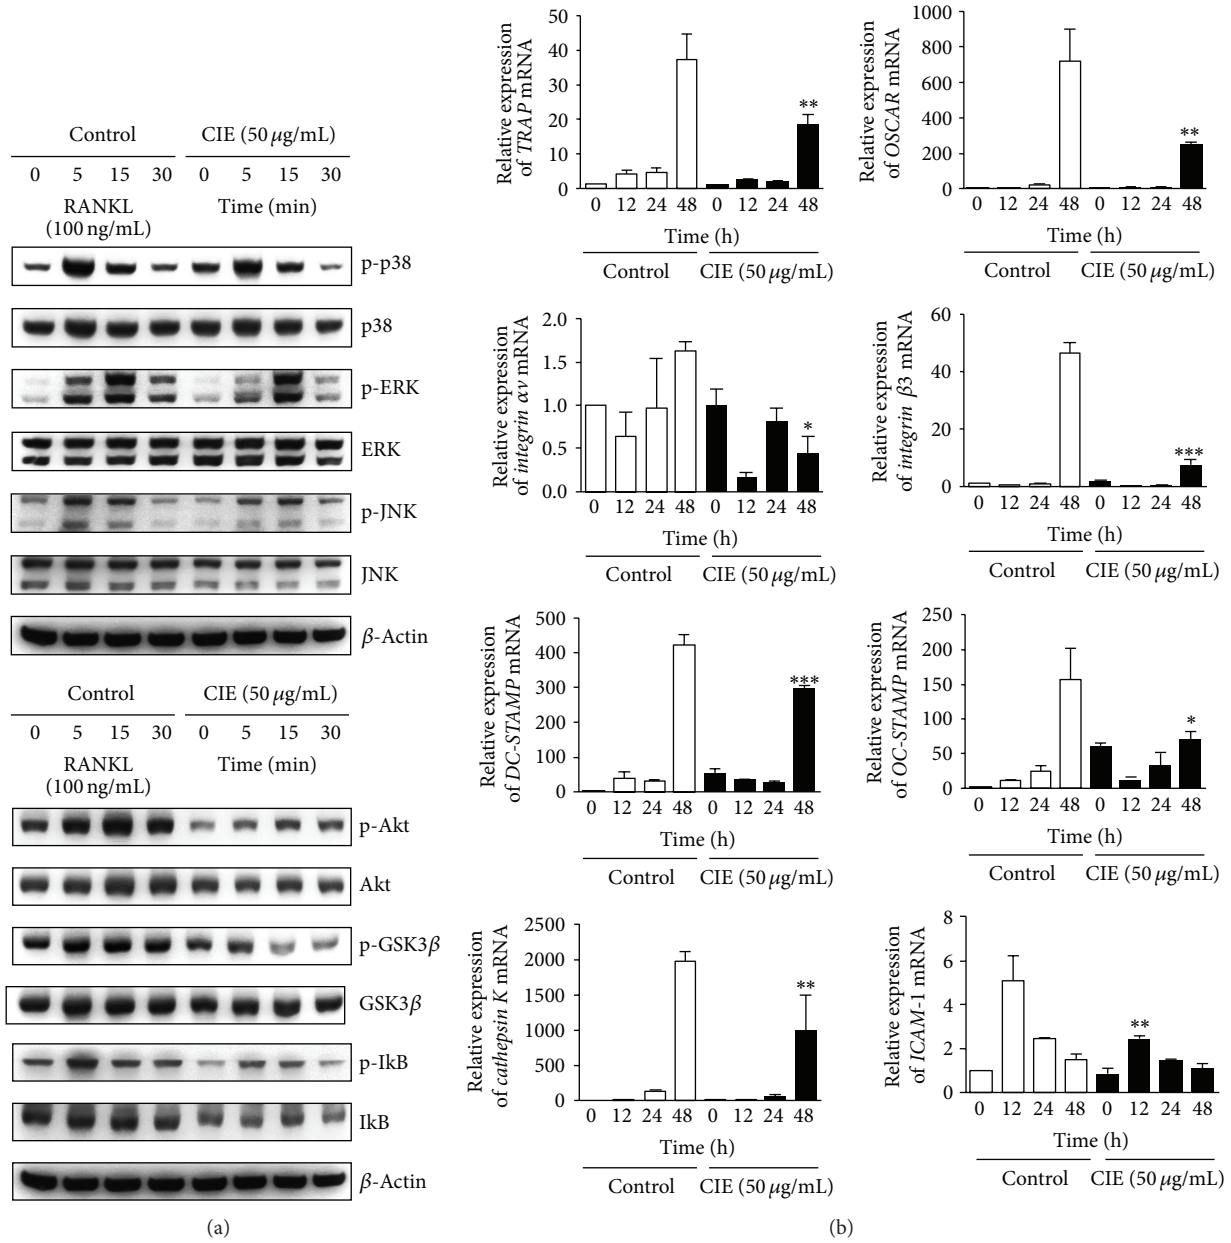 Control CIE (50 μg/mL)
0 5 15 30 0 5 15 30
RANKL Time (min)
(100 ng/mL)
p-p38
p38
p-ERK
ERK
p-JNK
JNK
β-Actin
Control CIE (50 μg/mL)
0 5 15 30 0 5 15 30
RANKL Time (min)
(100 ng/mL)
p-Akt
Akt
p-GSK3β
GSK3β
p-IkB
IkB
β-Actin
(a)
Relative expression
of TRAP mRNA
50
40
30
20
10
0
**
0 12 24 48 0 12 24 48
Time (h)
Control CIE (50 μg/mL)
Relative expression
of OSCAR mRNA
1000
800
600
400
200
0
**
0 12 24 48 0 12 24 48
Time (h)
Control CIE (50 μg/mL)
Relative expression
of integrin αv mRNA
2.0
1.5
1.0
0.5
0.0
*
0 12 24 48 0 12 24 48
Time (h)
Control CIE (50 μg/mL)
Relative expression
of integrin β3 mRNA
60
40
20
0
***
0 12 24 48 0 12 24 48
Time (h)
Control CIE (50 μg/mL)
Relative expression
of DC-STAMP mRNA
500
400
300
200
100
0
***
0 12 24 48 0 12 24 48
Time (h)
Control CIE (50 μg/mL)
Relative expression
of OC-STAMP mRNA
250
200
150
100
50
0
*
0 12 24 48 0 12 24 48
Time (h)
Control CIE (50 μg/mL)
Relative expression
of cathepsin K mRNA
2500
2000
1500
1000
500
0
**
0 12 24 48 0 12 24 48
Time (h)
Control CIE (50 μg/mL)
Relative expression
of ICAM-1 mRNA
8
6
4
2
0
**
0 12 24 48 0 12 24 48
Time (h)
Control CIE (50 μg/mL)
(b)